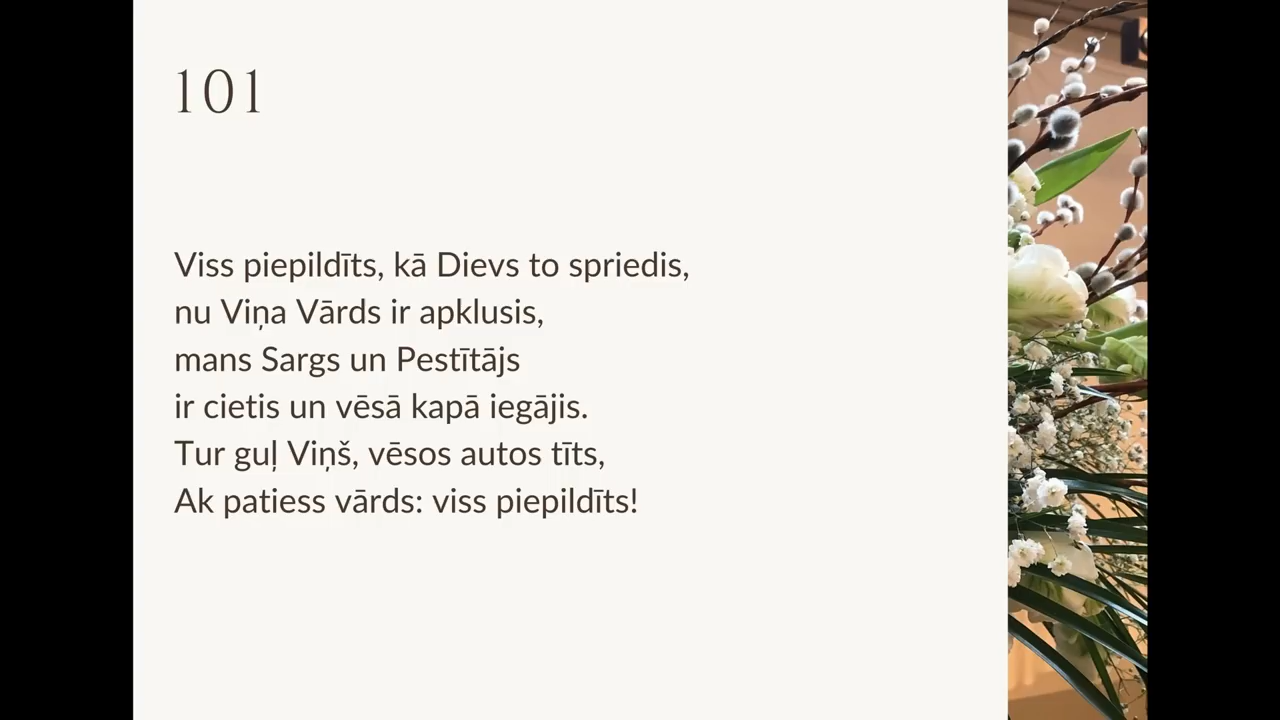 101
Viss piepildīts, kā Dievs to spriedis,
nu Viņa Vārds ir apklusis,
mans Sargs un Pestītājs
ir cietis un vēsā kapā iegājis.
Tur guļ Viņš, vēsos autos tīts,
Ak patiess vārds: viss piepildīts!